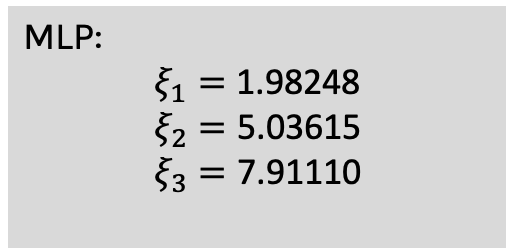 MLP:
ξ₁ = 1.98248
ξ₂ = 5.03615
ξ₃ = 7.91110